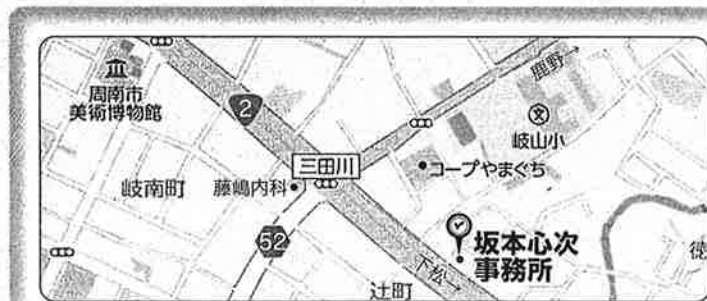 周南市
美術博物館
2
鹿野→
文
岐山小
三田川
コープやまぐち
岐南町
藤嶋内科
52
坂本心次
事務所
下松→
辻町